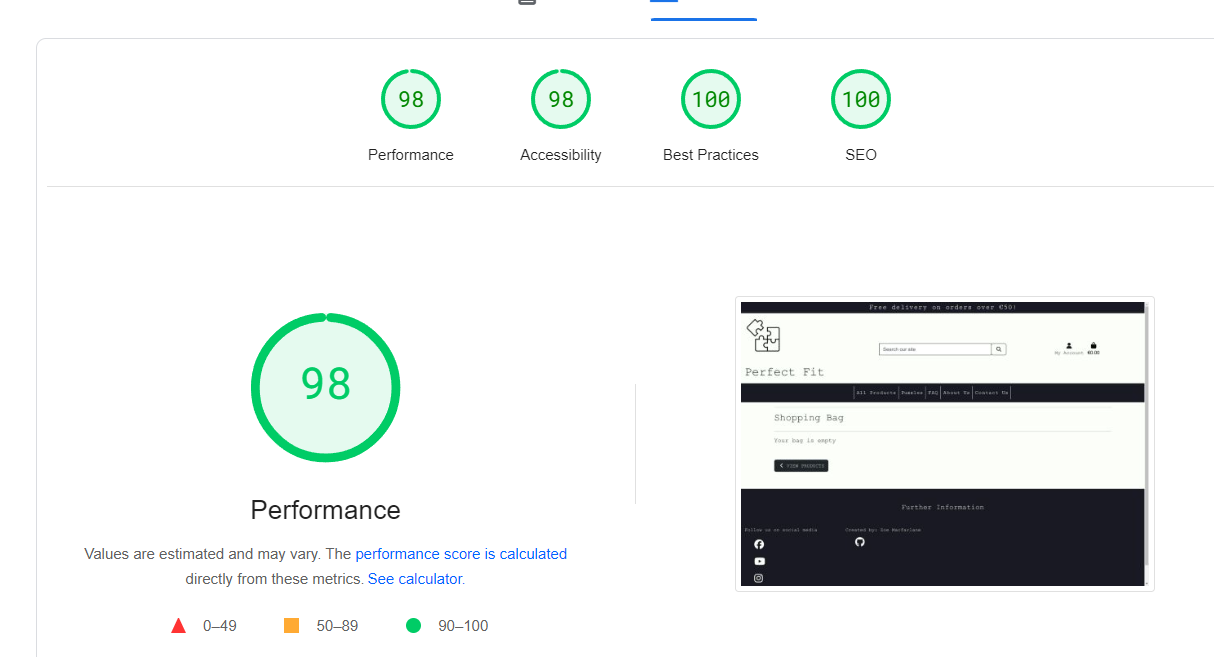 98
98
100
100
Performance
Accessibility
Best Practices
SEO
98
Performance
Values are estimated and may vary. The performance score is calculated
directly from these metrics. See calculator.
0–49
50–89
90–100
Free delivery on orders over €50!
Search our site
My Account
€0.00
Perfect Fit
All Products
Puzzles
FAQ
About Us
Contact Us
Shopping Bag
Your bag is empty
VIEW PRODUCTS
Further Information
Follow us on social media
Created by: Zoe Macfarlane